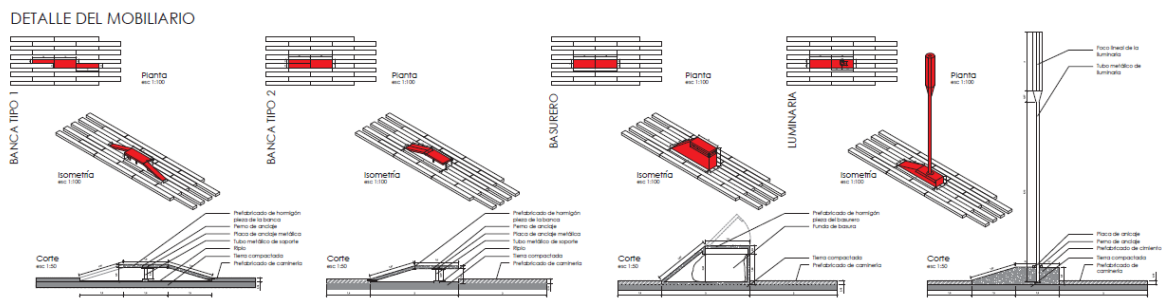 DETALLE DEL MOBILIARIO
BANCA TIPO 1
Planta
esc 1:100
Isometría
esc 1:100
Corte
esc 1:50
Prefabricado de hormigón
pieza de la banca
Perno de anclaje
Placa de anclaje metálica
Tubo metálico de soporte
Ripio
Tierra compactada
Prefabricado de caminería
BANCA TIPO 2
Planta
esc 1:100
Isometría
esc 1:100
Corte
esc 1:50
Prefabricado de hormigón
pieza de la banca
Perno de anclaje
Placa de anclaje metálica
Tubo metálico de soporte
Ripio
Tierra compactada
Prefabricado de caminería
BASURERO
Planta
esc 1:100
Isometría
esc 1:100
Corte
esc 1:50
Prefabricado de hormigón
pieza del basurero
Funda de basura
Tierra compactada
Prefabricado de caminería
LUMINARIA
Planta
esc 1:100
Isometría
esc 1:100
Corte
esc 1:50
Foco lineal de la
iluminaria
Tubo metálico de
iluminaria
Placa de anlcaje
Perno de anclaje
Prefabricado de cimiento
Tierra compactada
Prefabricado de
caminería